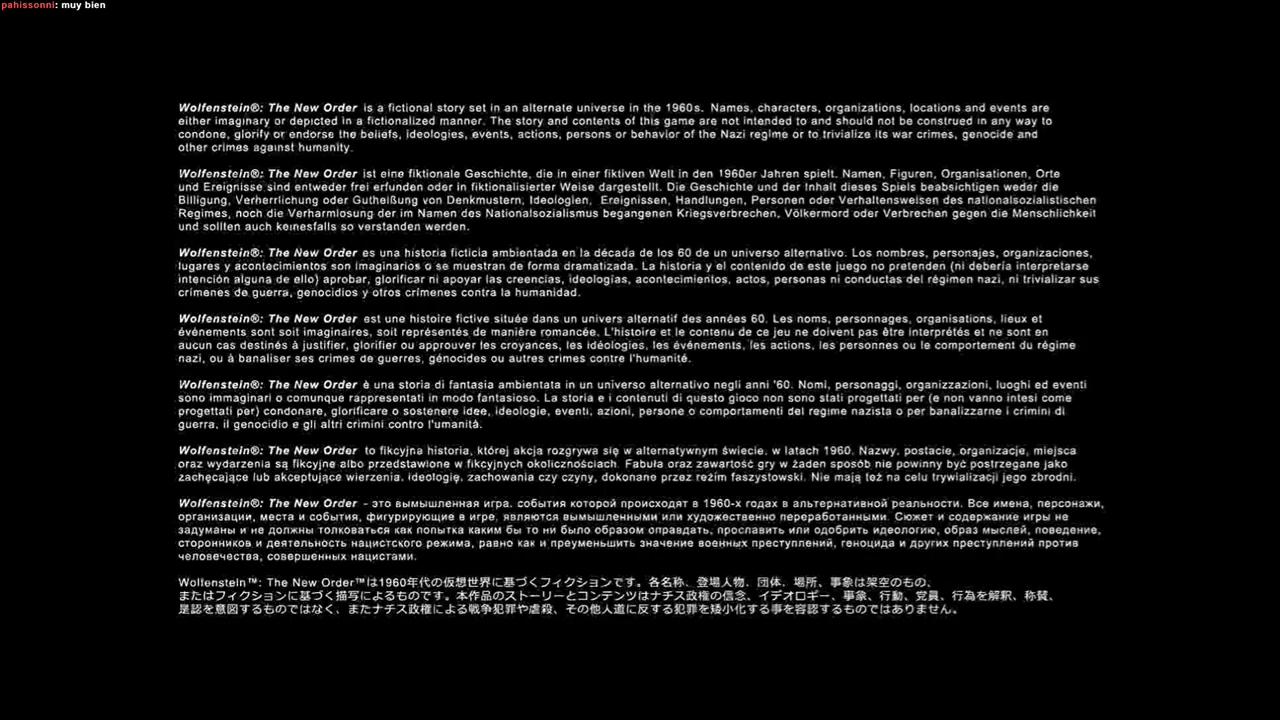 pahissonni: muy bien
Wolfenstein®: The New Order is a fictional story set in an alternate universe in the 1960s. Names, characters, organizations, locations and events are
either imaginary or depicted in a fictionalized manner. The story and contents of this game are not intended to and should not be construed in any way to
condone, glorify or endorse the beliefs, ideologies, events, actions, persons or behavior of the Nazi regime or to trivialize its war crimes, genocide and
other crimes against humanity.
Wolfenstein®: The New Order ist eine fiktionale Geschichte, die in einer fiktiven Welt in den 1960er Jahren spielt. Namen, Figuren, Organisationen, Orte
und Ereignisse sind entweder frei erfunden oder in fiktionalisierter Weise dargestellt. Die Geschichte und der Inhalt dieses Spiels beabsichtigen weder die
Billigung, Verherrlichung oder Gutheißung von Denkmustern, Ideologien, Ereignissen, Handlungen, Personen oder Verhaltensweisen des nationalsozialistischen
Regimes, noch die Verharmlosung der im Namen des Nationalsozialismus begangenen Kriegsverbrechen, Völkermord oder Verbrechen gegen die Menschlichkeit
und sollten auch keinesfalls so verstanden werden.
Wolfenstein®: The New Order es una historia ficticia ambientada en la década de los 60 de un universo alternativo. Los nombres, personajes, organizaciones,
lugares y acontecimientos son imaginarios o se muestran de forma dramatizada. La historia y el contenido de este juego no pretenden (ni debería interpretarse
intención alguna de ello) aprobar, glorificar ni apoyar las creencias, ideologías, acontecimientos, actos, personas ni conductas del régimen nazi, ni trivializar sus
crímenes de guerra, genocidios y otros crímenes contra la humanidad.
Wolfenstein®: The New Order est une histoire fictive située dans un univers alternatif des années 60. Les noms, personnages, organisations, lieux et
événements sont soit imaginaires, soit représentés de manière romancée. L'histoire et le contenu de ce jeu ne doivent pas être interprétés et ne sont en
aucun cas destinés à justifier, glorifier ou approuver les croyances, les idéologies, les événements, les actions, les personnes ou le comportement du régime
nazi, ou à banaliser ses crimes de guerres, génocides ou autres crimes contre l'humanité.
Wolfenstein®: The New Order è una storia di fantasia ambientata in un universo alternativo negli anni '60. Nomi, personaggi, organizzazioni, luoghi ed eventi
sono immaginari o comunque rappresentati in modo fantasioso. La storia e i contenuti di questo gioco non sono stati progettati per (e non vanno intesi come
progettati per) condonare, glorificare o sostenere idee, ideologie, eventi, azioni, persone o comportamenti del regime nazista o per banalizzarne i crimini di
guerra, il genocidio e gli altri crimini contro l'umanità.
Wolfenstein®: The New Order to fikcyjna historia, której akcja rozgrywa się w alternatywnym świecie. w latach 1960. Nazwy, postacie, organizacje, miejsca
oraz wydarzenia są fikcyjne albo przedstawione w fikcyjnych okolicznościach. Fabuła oraz zawartość gry w żaden sposób nie powinny być postrzegane jako
zachęcające lub akceptujące wierzenia. ideologię, zachowania czy czyny, dokonane przez reżim faszystowski. Nie mają też na celu trywializacji jego zbrodni.
Wolfenstein®: The New Order - это вымышленная игра. события которой происходят в 1960-х годах в альтернативной реальности. Все имена, персонажи,
организации, места и события, фигурирующие в игре, являются вымышленными или художественно переработанными. Сюжет и содержание игры не
задуманы и не должны толковаться как попытка каким бы то ни было образом оправдать, прославить или одобрить идеологию, образ мыслей, поведение,
сторонников и деятельность нацистского режима, равно как и преуменьшить значение военных преступлений, геноцида и других преступлений против
человечества, совершенных нацистами.
Wolfenstein™: The New Order™は1960年代の仮想世界に基づくフィクションです。各名称、登場人物、団体、場所、事象は架空のもの、
またはフィクションに基づく描写によるものです。本作品のストーリーとコンテンツはナチス政権の信念、イデオロギー、事象、行動、党員、行為を解釈、称賛、
是認を意図するものではなく、またナチス政権による戦争犯罪や虐殺、その他人道に反する犯罪を矮小化する事を容認するものではありません。